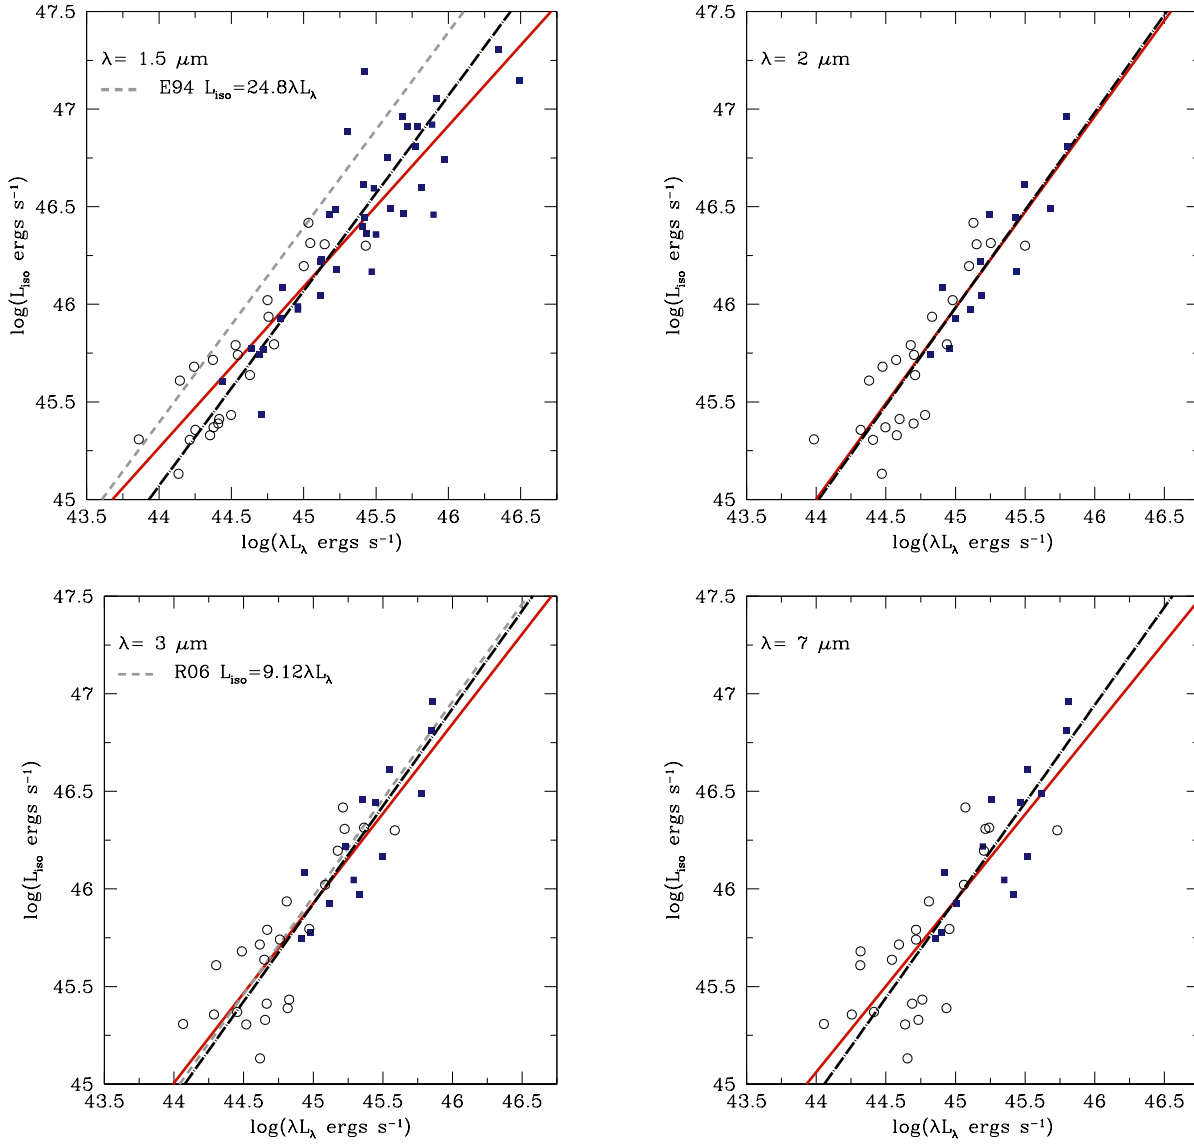 λ= 1.5 μm
E94 L_iso=24.8λL_λ
47.5
47
46.5
46
45.5
45
43.5 44 44.5 45 45.5 46 46.5
log(L_iso ergs s⁻¹)
log(λL_λ ergs s⁻¹)
λ= 2 μm
47.5
47
46.5
46
45.5
45
44 44.5 45 45.5 46 46.5
log(L_iso ergs s⁻¹)
log(λL_λ ergs s⁻¹)
λ= 3 μm
R06 L_iso=9.12λL_λ
47.5
47
46.5
46
45.5
45
43.5 44 44.5 45 45.5 46 46.5
log(L_iso ergs s⁻¹)
log(λL_λ ergs s⁻¹)
λ= 7 μm
47.5
47
46.5
46
45.5
45
43.5 44 44.5 45 45.5 46 46.5
log(L_iso ergs s⁻¹)
log(λL_λ ergs s⁻¹)